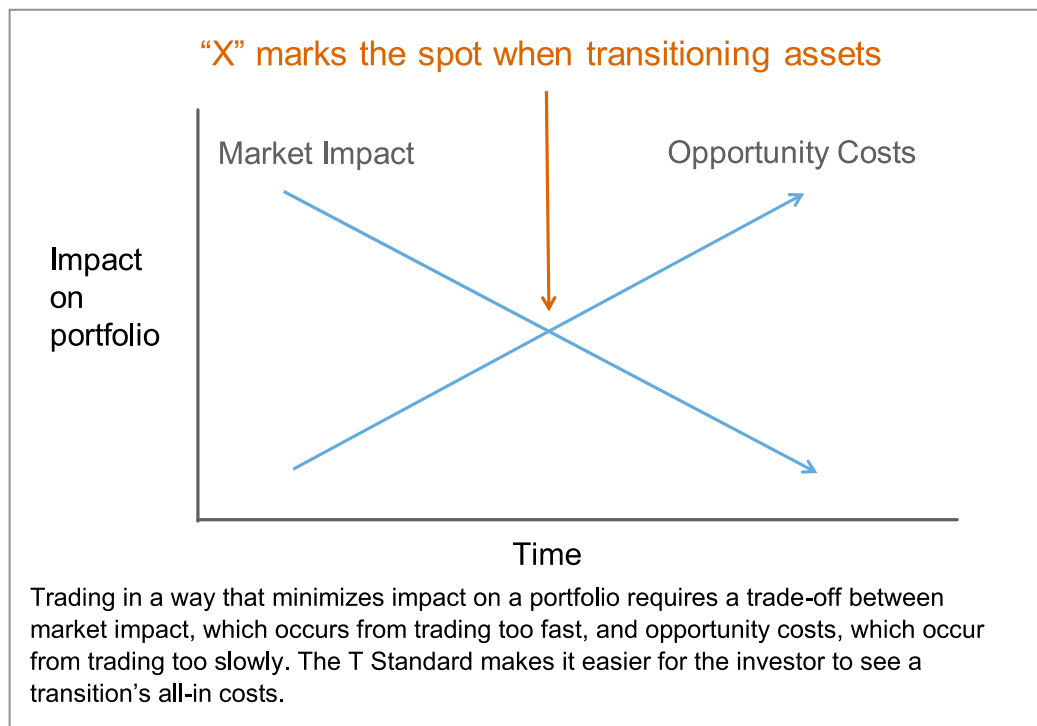 “X” marks the spot when transitioning assets
Market Impact
Opportunity Costs
Impact
on
portfolio
Time
Trading in a way that minimizes impact on a portfolio requires a trade-off between
market impact, which occurs from trading too fast, and opportunity costs, which occur
from trading too slowly. The T Standard makes it easier for the investor to see a
transition’s all-in costs.